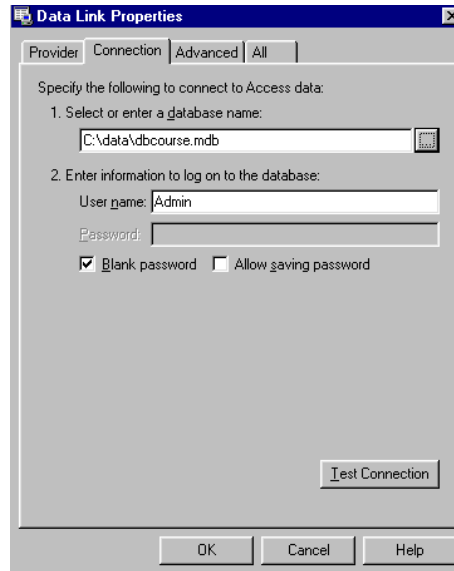 Data Link Properties
Provider Connection Advanced All
Specify the following to connect to Access data:
1. Select or enter a database name:
C:\data\dbcourse.mdb
...
2. Enter information to log on to the database:
User name: Admin
Password:
Blank password Allow saving password
Test Connection
OK Cancel Help